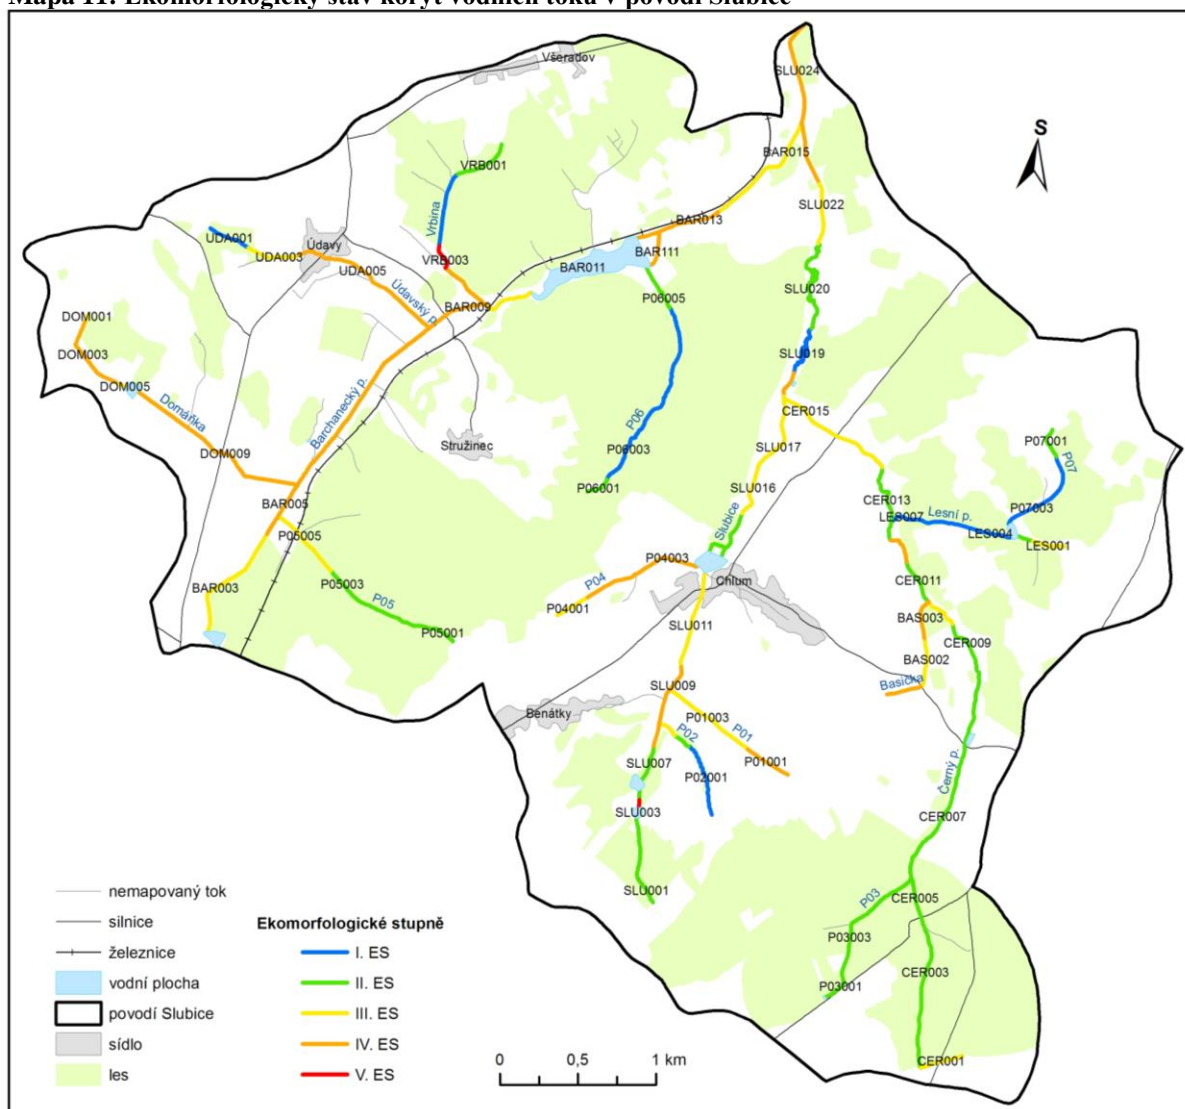 Mapa 11: Ekomorfologický stav koryt vodních toků v povodí Slubice
Všeradov
SLU024
S
BAR015
VRB001
SLU022
Vrbina
BAR013
UDA001
Údavy
BAR111
UDA003
VRB003
BAR011
UDA005
SLU020
Údavský p.
P06005
BAR009
DOM001
DOM003
SLU019
DOM005
Barchanecký p.
CER015
Domáňka
P06
Stružinec
P07001
SLU017
DOM009
P06003
P07
P06001
SLU016
CER013
BAR005
P07003
LES007
Lesní p.
Slubice
P05005
LES004
LES001
P04003
P05003
P04
Chlum
CER011
BAR003
P05
P04001
BAS003
SLU011
P05001
CER009
BAS002
SLU009
Basička
Benátky
P01003
P02
P01
SLU007
P01001
P02001
Černý p.
SLU003
CER007
SLU001
CER005
P03
P03003
CER003
P03001
CER001
nemapovaný tok
silnice
železnice
vodní plocha
povodí Slubice
sídlo
les
Ekomorfologické stupně
I. ES
II. ES
III. ES
IV. ES
V. ES
0 0,5 1 km